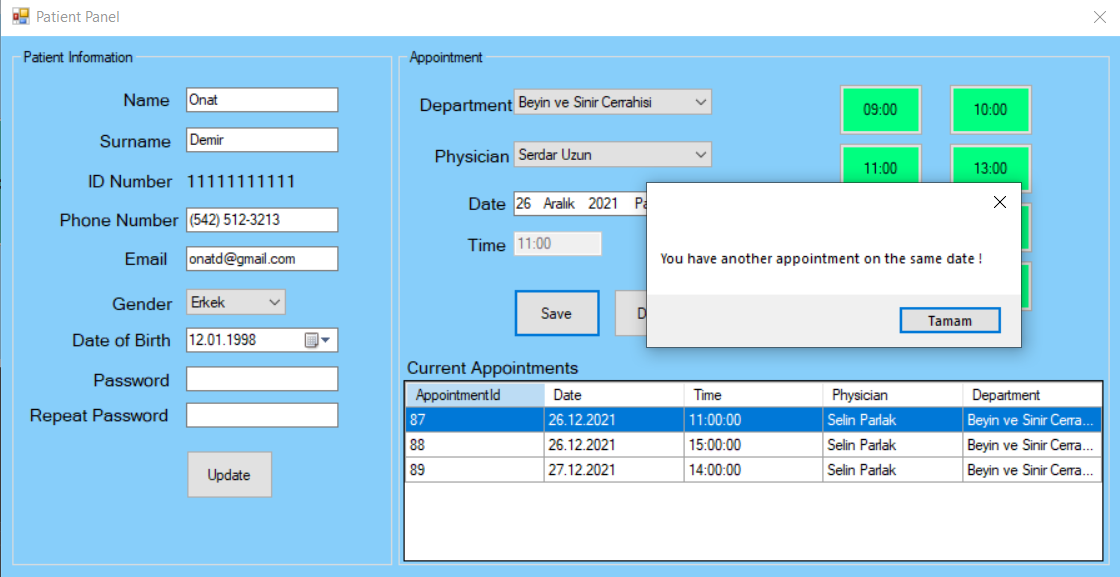 Patient Panel
Patient Information
Name Onat
Surname Demir
ID Number 11111111111
Phone Number (542) 512-3213
Email onatd@gmail.com
Gender Erkek
Date of Birth 12.01.1998
Password
Repeat Password
Update
Appointment
Department Beyin ve Sinir Cerrahisi
Physician Serdar Uzun
Date 26 Aralık 2021
Time 11:00
Save
09:00 10:00
11:00 13:00
You have another appointment on the same date !
Tamam
Current Appointments
AppointmentId Date Time Physician Department
87 26.12.2021 11:00:00 Selin Parlak Beyin ve Sinir Cerra...
88 26.12.2021 15:00:00 Selin Parlak Beyin ve Sinir Cerra...
89 27.12.2021 14:00:00 Selin Parlak Beyin ve Sinir Cerra...